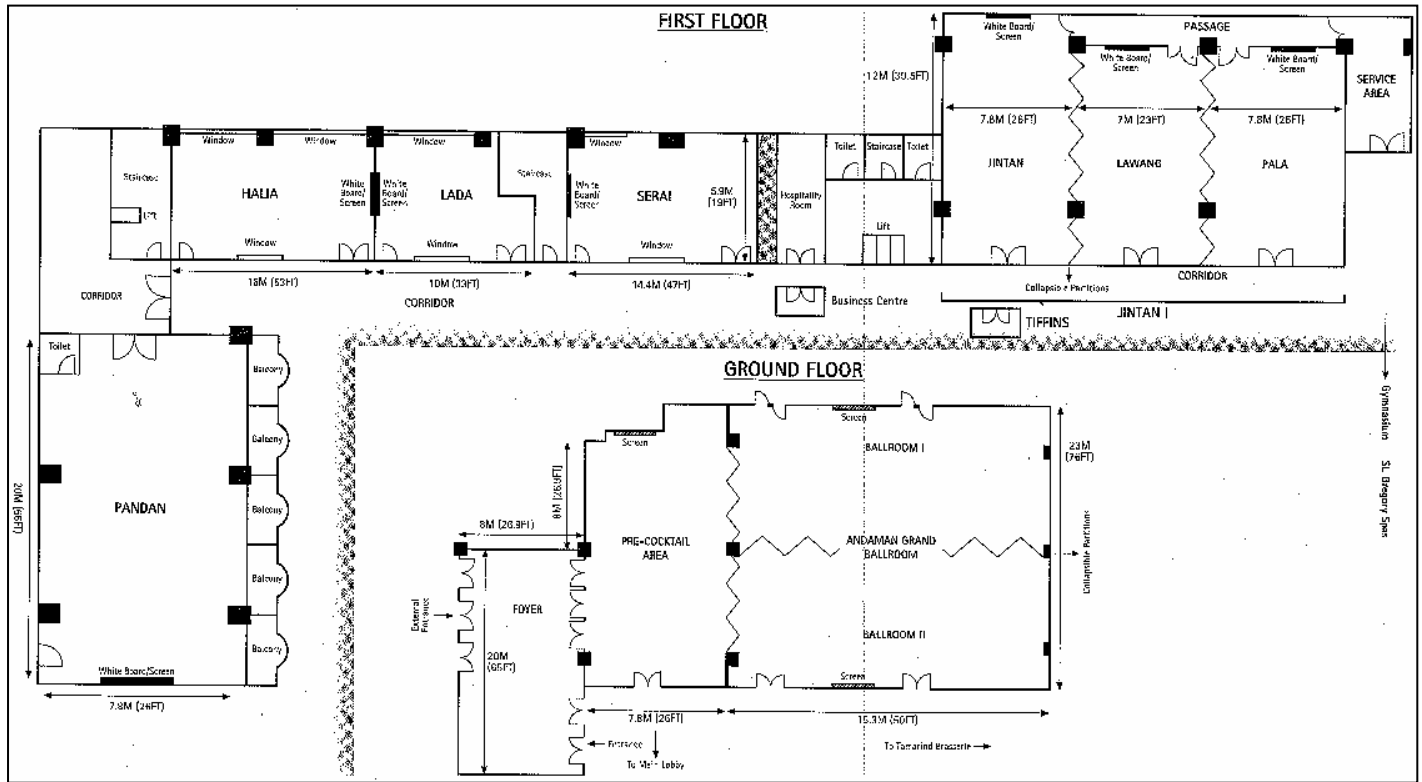 FIRST FLOOR
White Board/
Screen
PASSAGE
White Board/
Screen
White Board/
Screen
SERVICE
AREA
12M (39.5FT)
7.8M (26FT)
7M (23FT)
7.8M (26FT)
JINTAN
LAWANG
PALA
Window
Window
Window
Window
Staircase
Lift
HALIA
White
Board/
Screen
White
Board/
Screen
LADA
Staircase
White
Board/
Screen
SERAI
5.9M
(19FT)
Hospitality
Room
Toilet
Staircase
Toilet
Lift
Window
Window
Window
16M (53FT)
10M (33FT)
14.4M (47FT)
CORRIDOR
CORRIDOR
CORRIDOR
Collapsible Partitions
Business Centre
JINTAN I
TIFFINS
Toilet
Balcony
Balcony
Balcony
Balcony
Balcony
20M (66FT)
PANDAN
White Board/Screen
7.8M (26FT)
GROUND FLOOR
Screen
Screen
BALLROOM I
23M
(76FT)
8M (26.9FT)
8M (26.9FT)
PRE-COCKTAIL
AREA
ANDAMAN GRAND
BALLROOM
Collapsible Partitions
External
Entrance
FOYER
20M
(65FT)
BALLROOM II
Screen
7.8M (26FT)
15.3M (50FT)
Entrance
To Main Lobby
To Tamarind Brasserie
Gymnasium
St. Gregory Spas